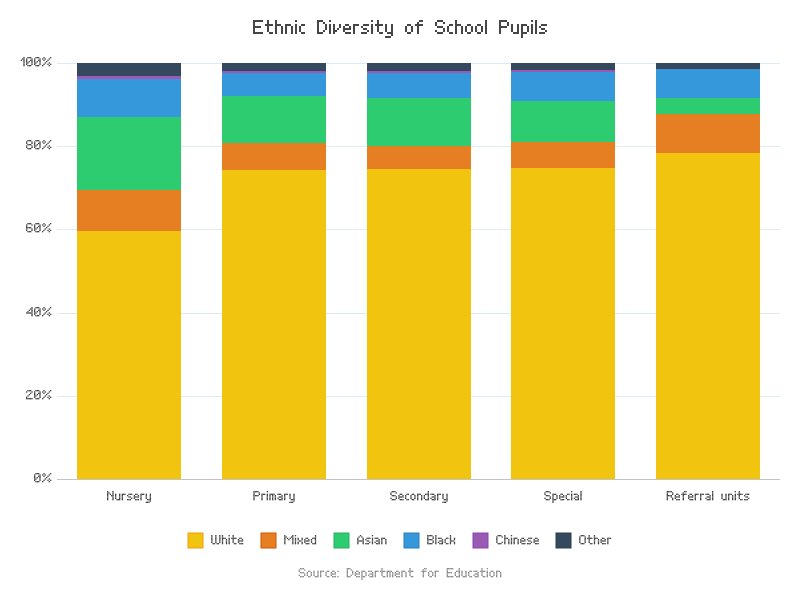 Ethnic Diversity of School Pupils
100%
80%
60%
40%
20%
0%
Nursery Primary Secondary Special Referral units
White Mixed Asian Black Chinese Other
Source: Department for Education